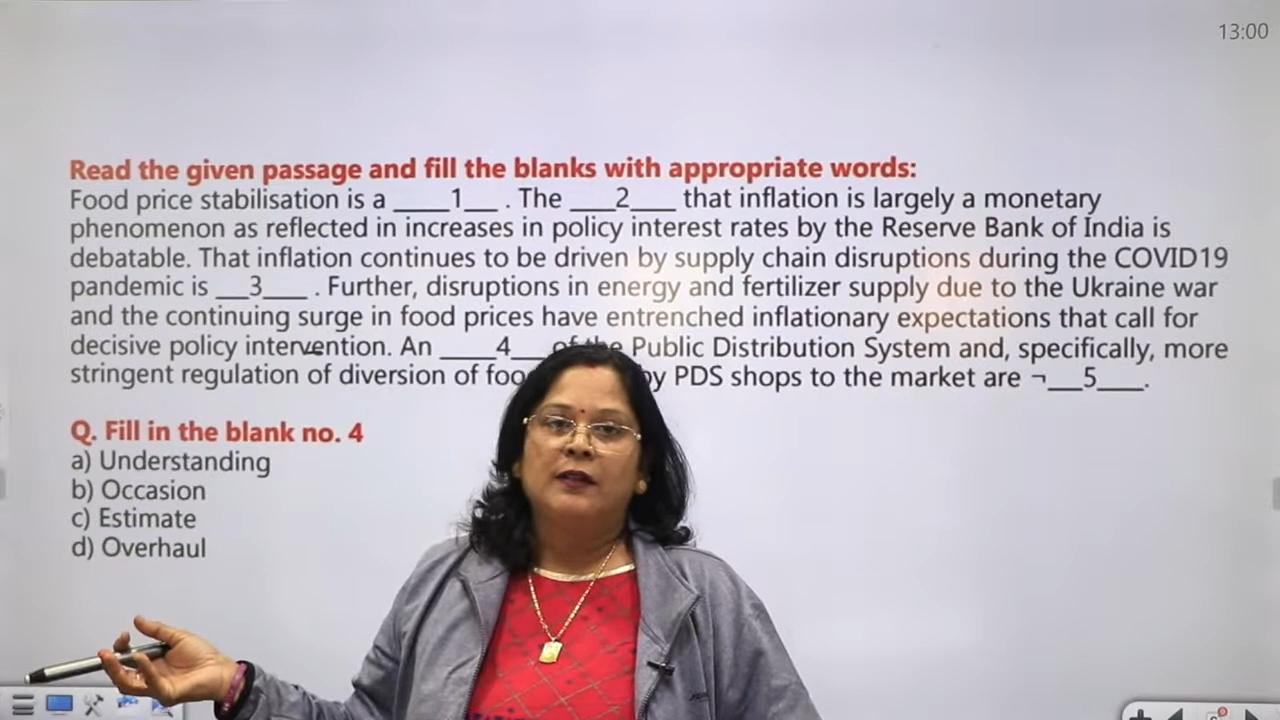 13:00
Read the given passage and fill the blanks with appropriate words:
Food price stabilisation is a ____1__ . The ___2___ that inflation is largely a monetary
phenomenon as reflected in increases in policy interest rates by the Reserve Bank of India is
debatable. That inflation continues to be driven by supply chain disruptions during the COVID19
pandemic is __3___ . Further, disruptions in energy and fertilizer supply due to the Ukraine war
and the continuing surge in food prices have entrenched inflationary expectations that call for
decisive policy intervention. An ____4__ of the Public Distribution System and, specifically, more
stringent regulation of diversion of by PDS shops to the market are ¬___5___.
Q. Fill in the blank no. 4
a) Understanding
b) Occasion
c) Estimate
d) Overhaul